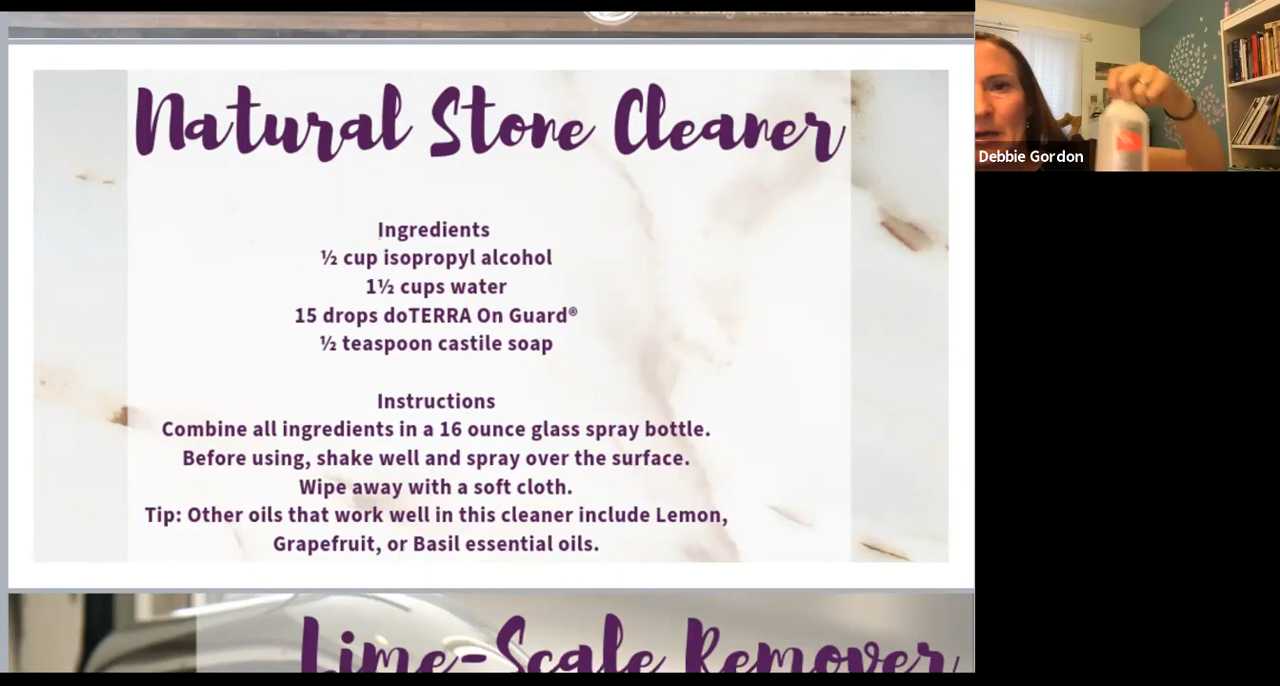 Natural Stone Cleaner
Ingredients
½ cup isopropyl alcohol
1½ cups water
15 drops doTERRA On Guard®
½ teaspoon castile soap
Instructions
Combine all ingredients in a 16 ounce glass spray bottle.
Before using, shake well and spray over the surface.
Wipe away with a soft cloth.
Tip: Other oils that work well in this cleaner include Lemon,
Grapefruit, or Basil essential oils.
Lime-Scale Remover
Debbie Gordon